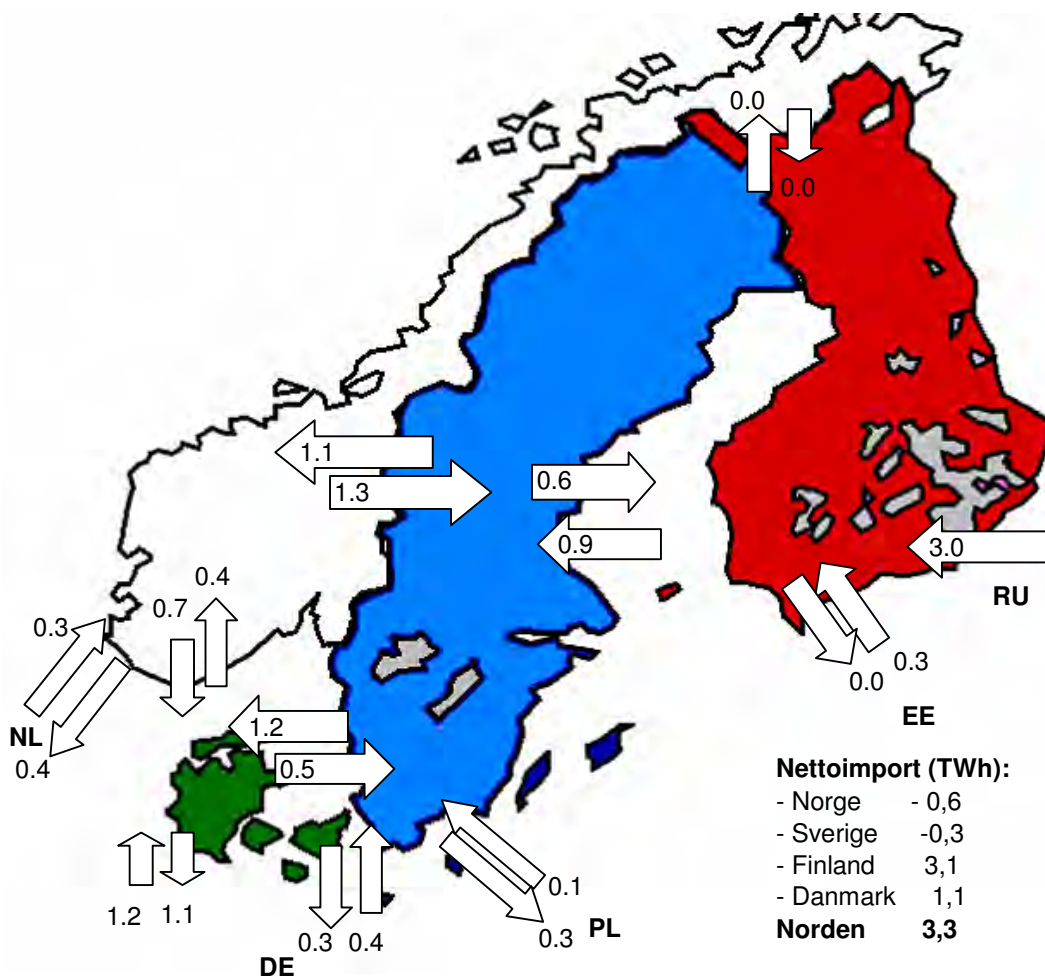 0.0
0.0
1.1
1.3
0.6
0.9
3.0
RU
0.4
0.7
0.3
0.3
0.0
EE
NL
0.4
1.2
0.5
Nettoimport (TWh):
- Norge - 0,6
- Sverige -0,3
- Finland 3,1
- Danmark 1,1
Norden 3,3
0.1
1.2
1.1
0.3
0.4
0.3
PL
DE